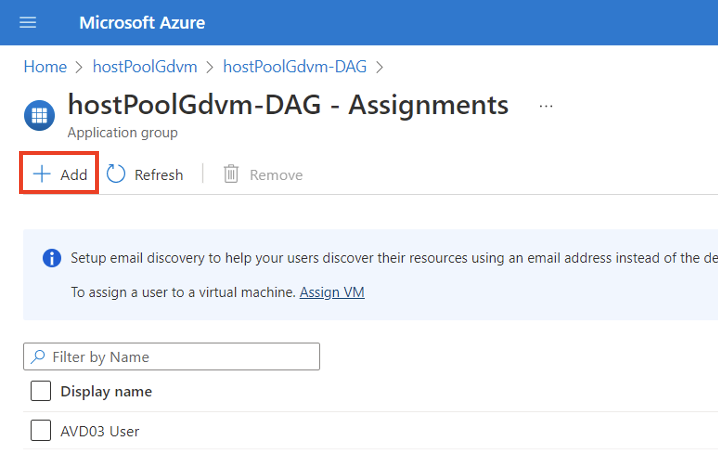 Microsoft Azure
Home > hostPoolGdvm > hostPoolGdvm-DAG >
hostPoolGdvm-DAG - Assignments ...
Application group
+ Add Refresh Remove
Setup email discovery to help your users discover their resources using an email address instead of the de
To assign a user to a virtual machine. Assign VM
Filter by Name
Display name
AVD03 User